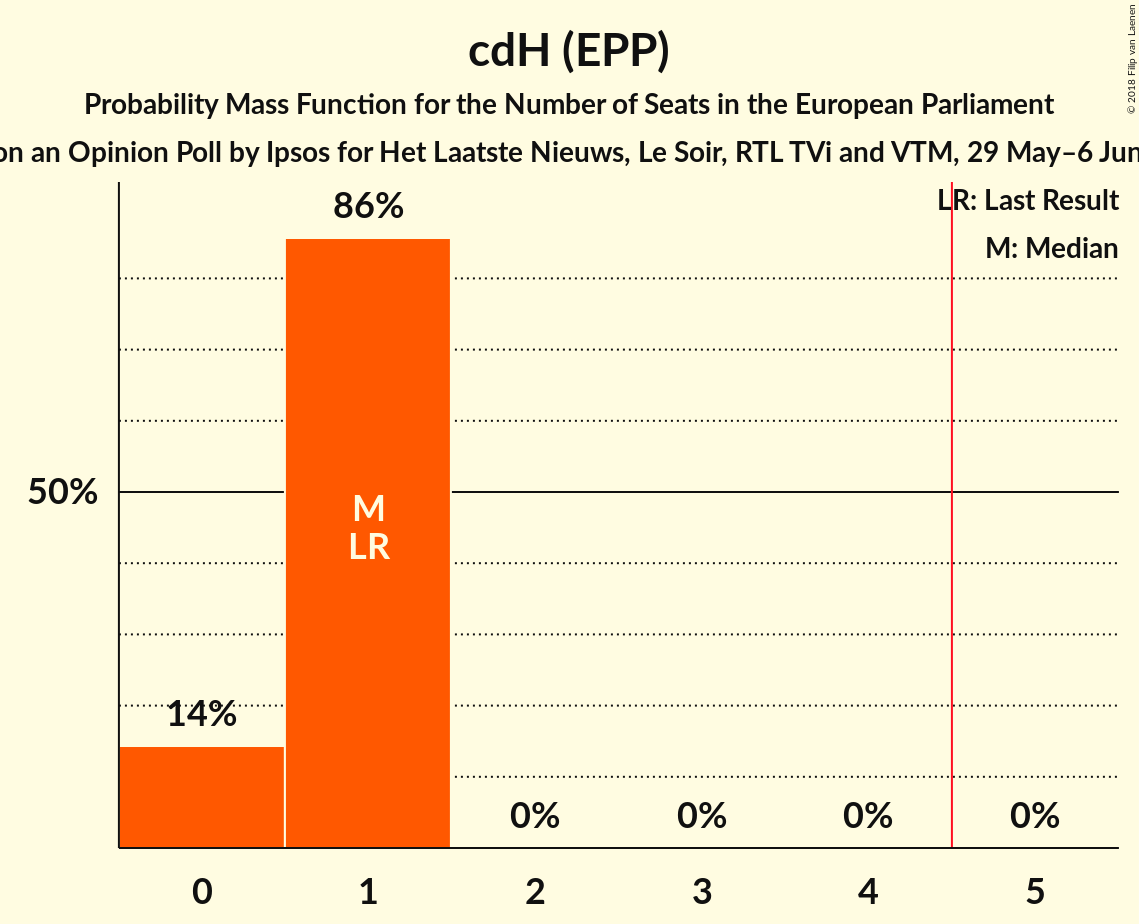 cdH (EPP)
Probability Mass Function for the Number of Seats in the European Parliament
on an Opinion Poll by Ipsos for Het Laatste Nieuws, Le Soir, RTL TVi and VTM, 29 May–6 Jun
© 2018 Filip van Laenen
LR: Last Result
M: Median
86%
50%
M
LR
14%
0%
0%
0%
0%
0
1
2
3
4
5